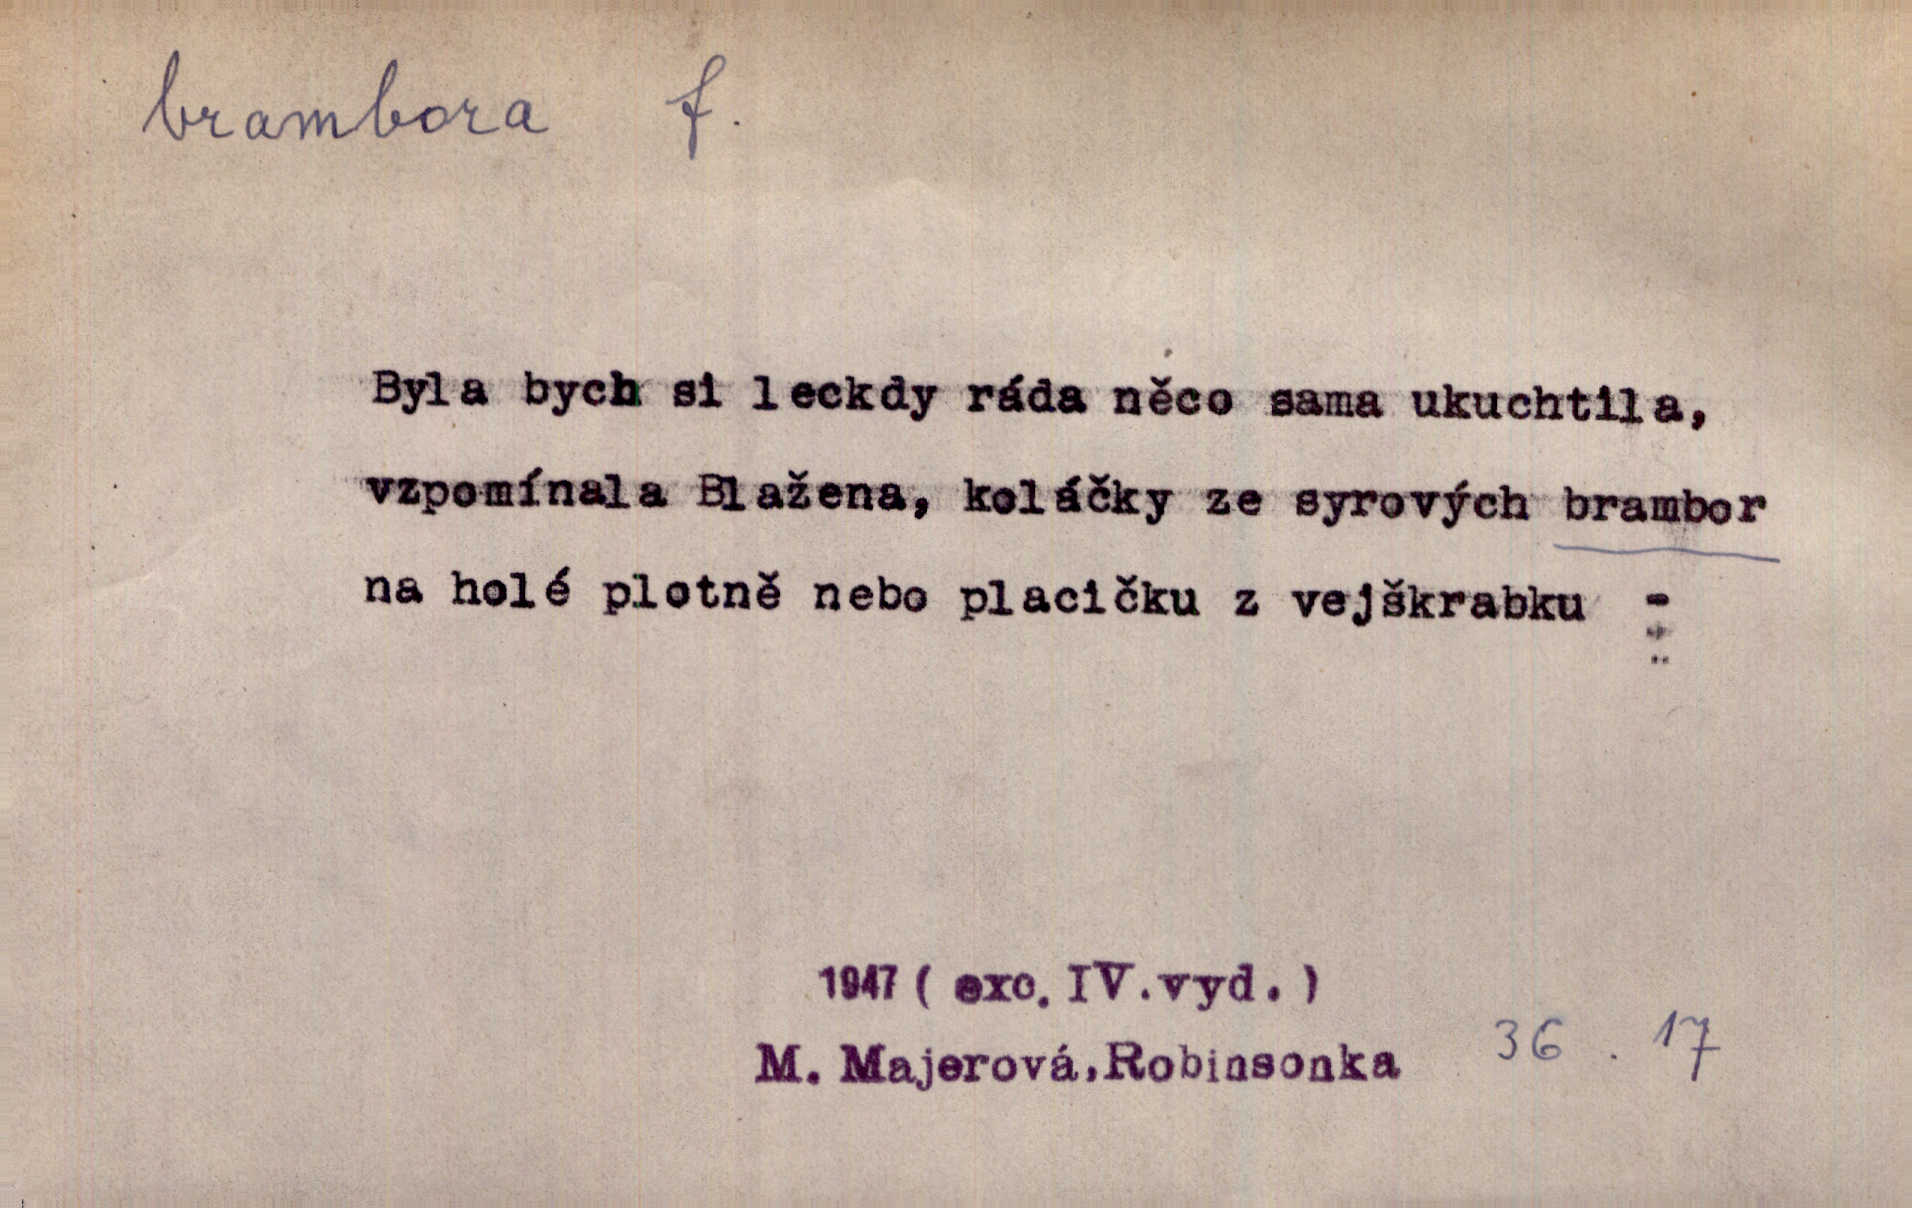 brambora f.
Byla bych si leckdy ráda něco sama ukuchtila,
vzpomínala Blažena, koláčky ze syrových brambor
na holé plotně nebo placičku z vejškrabku -
1947 ( exc. IV.vyd. )
M. Majerová,Robinsonka 36 . 17